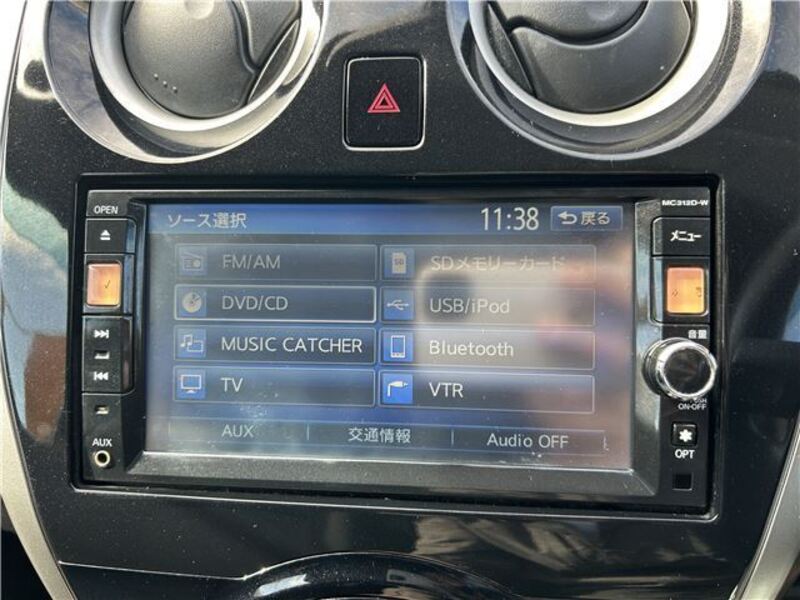 OPEN
MC313D-W
ソース選択 11:38 戻る
メニュー
FM/AM SDメモリーカード
SD
DVD/CD USB/iPod
MUSIC CATCHER Bluetooth
TV VTR
AUX 交通情報 Audio OFF
音量
ON·OFF
AUX
OPT